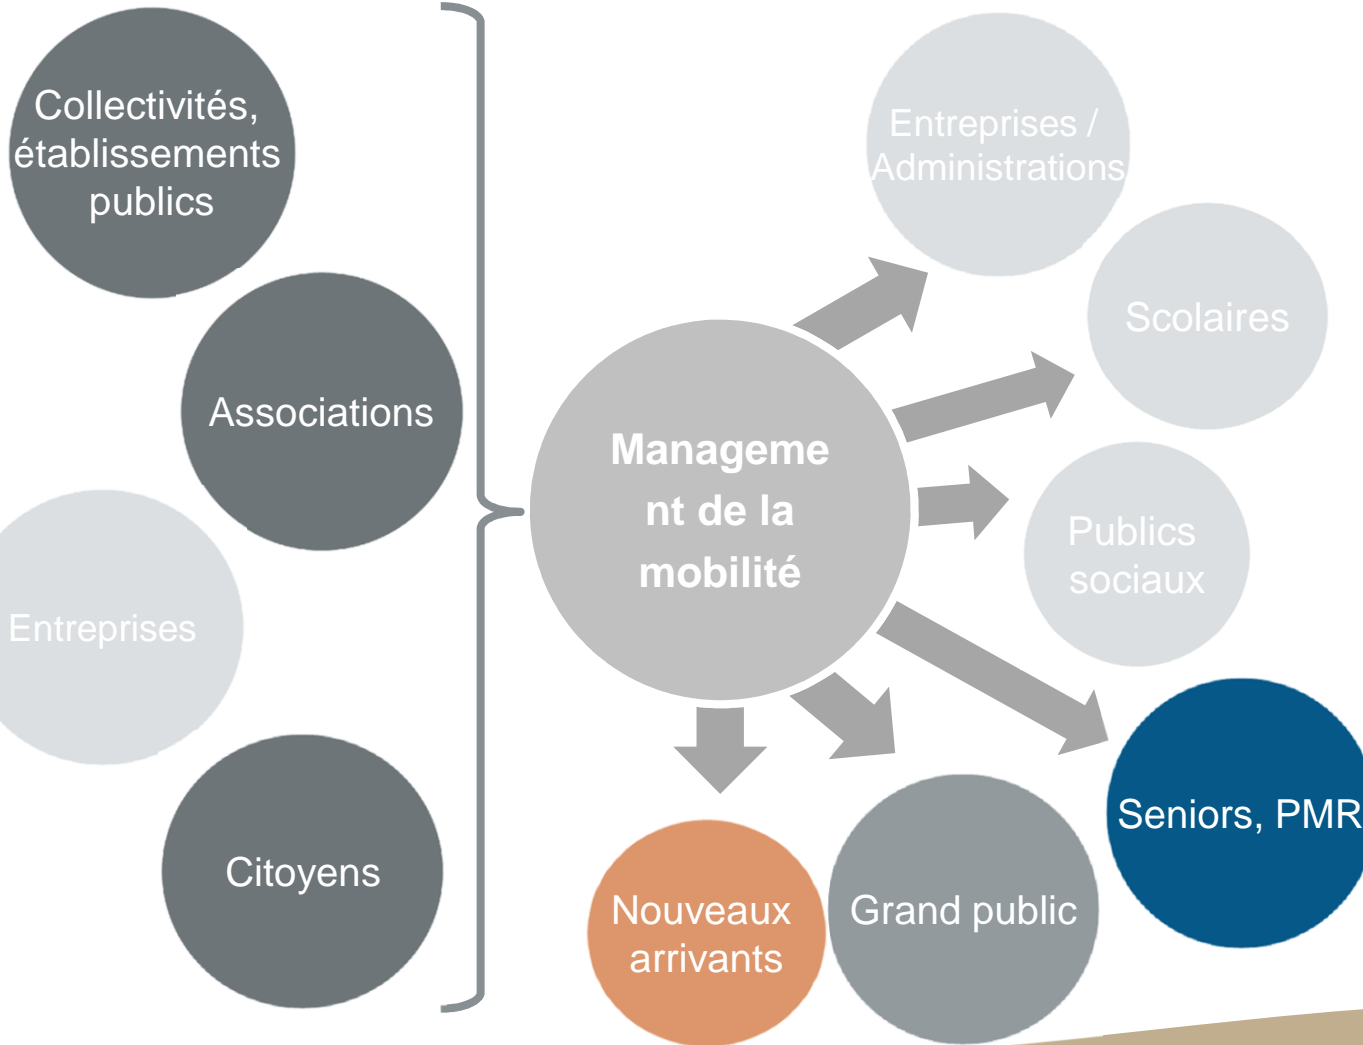 Collectivités,
établissements
publics
Associations
Entreprises
Citoyens
Manageme
nt de la
mobilité
Entreprises /
Administrations
Scolaires
Publics
sociaux
Seniors, PMR
Grand public
Nouveaux
arrivants